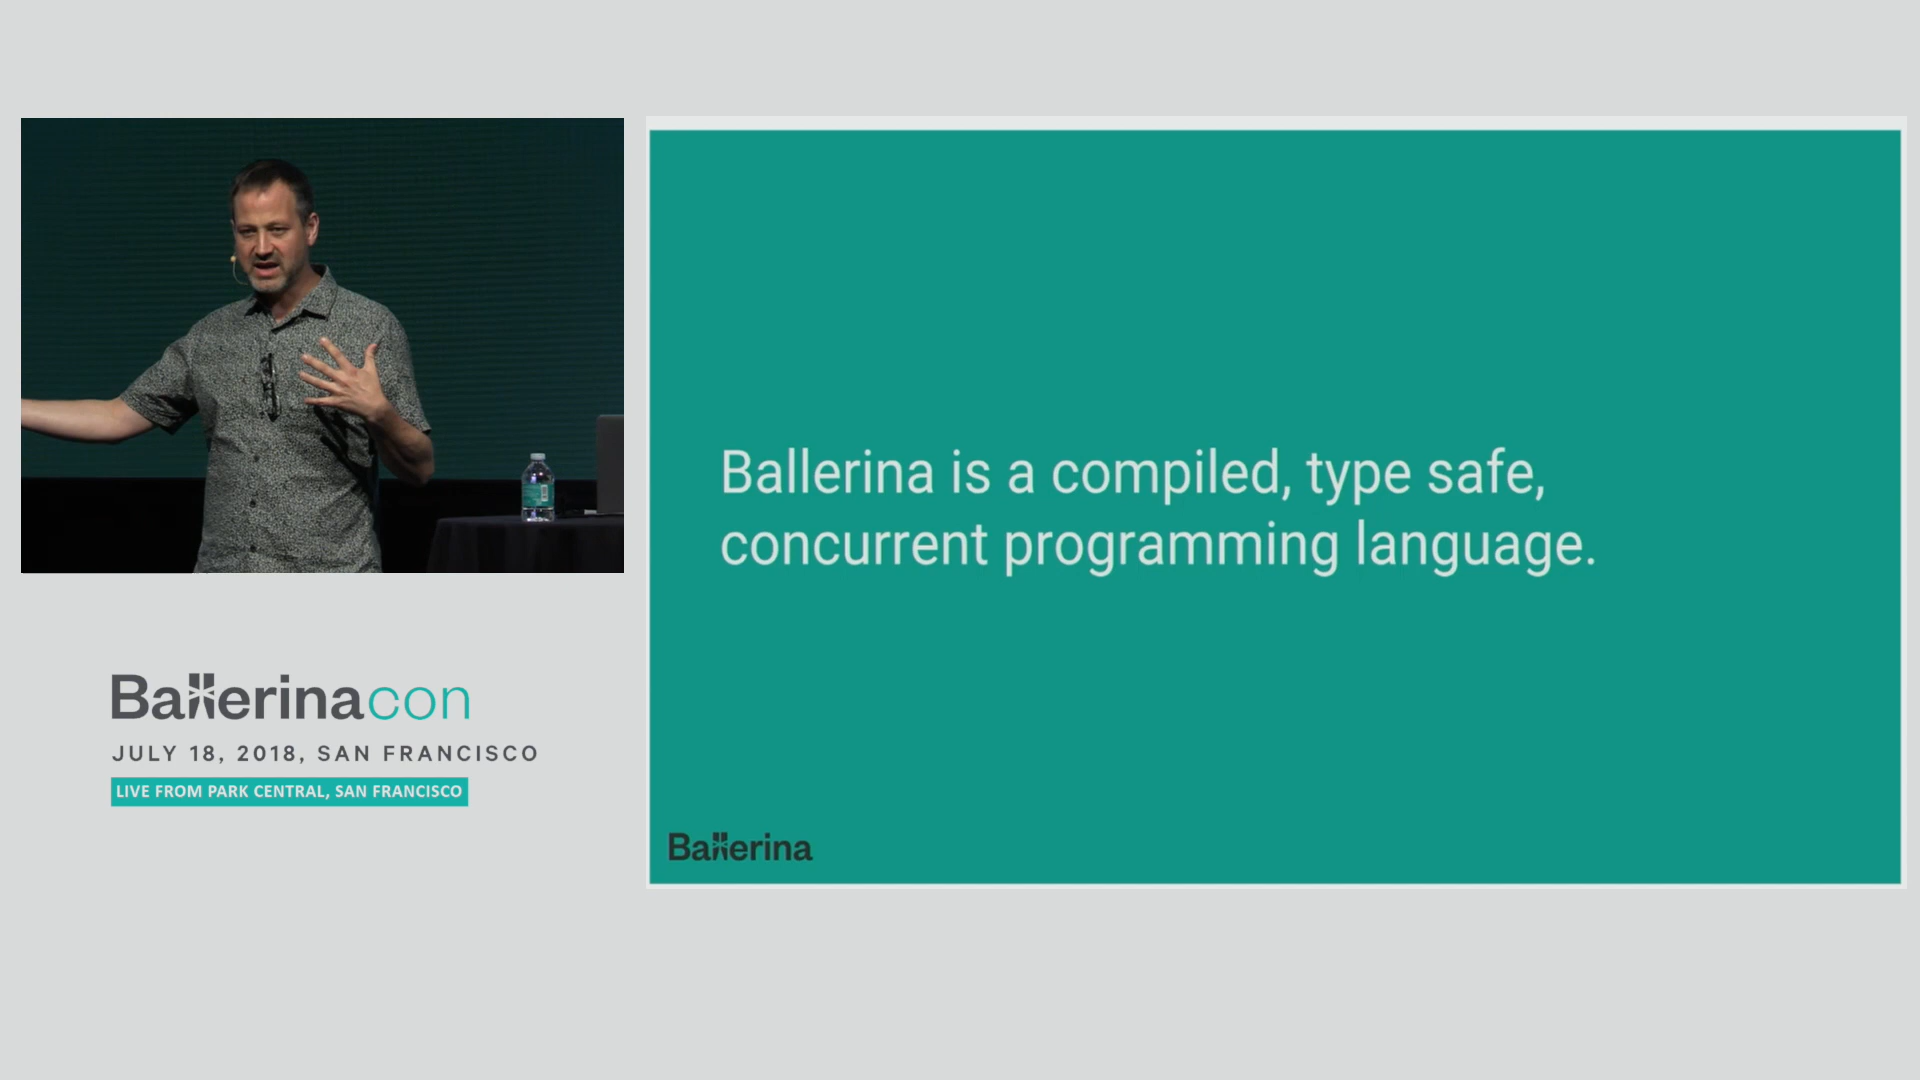 Ballerina is a compiled, type safe,
concurrent programming language.
Ballerina
Ballerinacon
JULY 18, 2018, SAN FRANCISCO
LIVE FROM PARK CENTRAL, SAN FRANCISCO